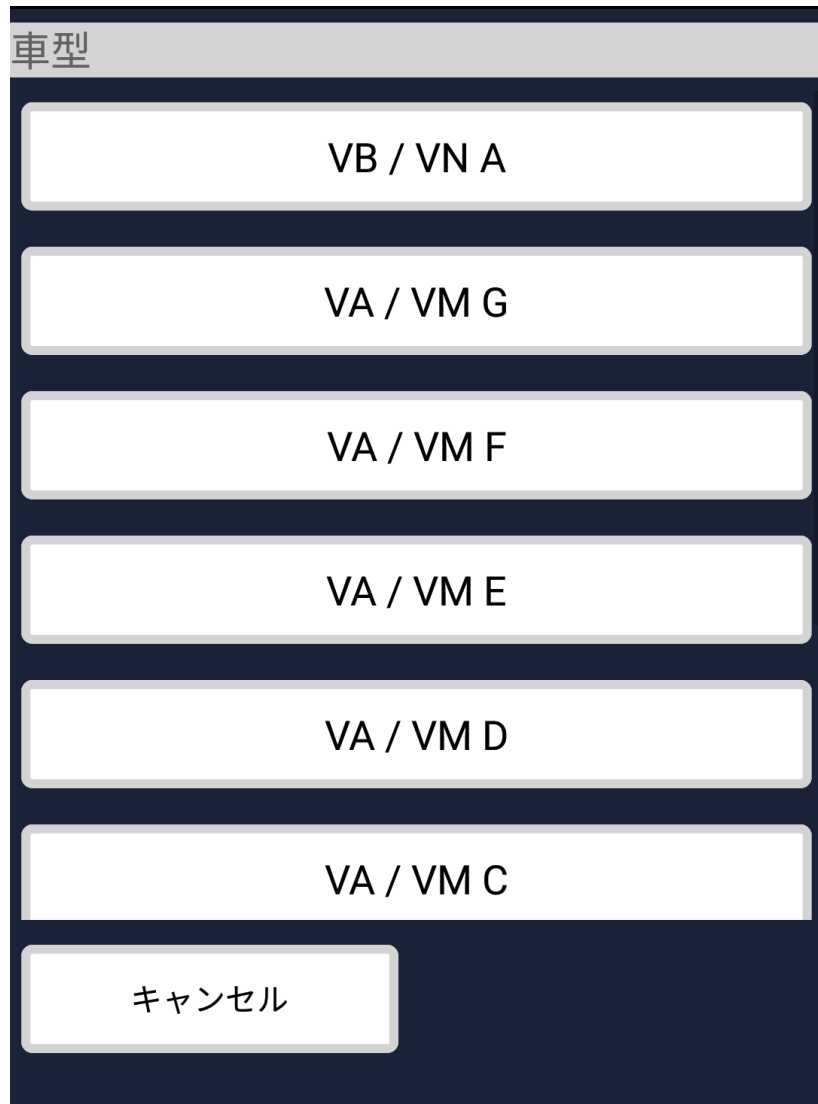 車型
VB / VN A
VA / VM G
VA / VM F
VA / VM E
VA / VM D
VA / VM C
キャンセル